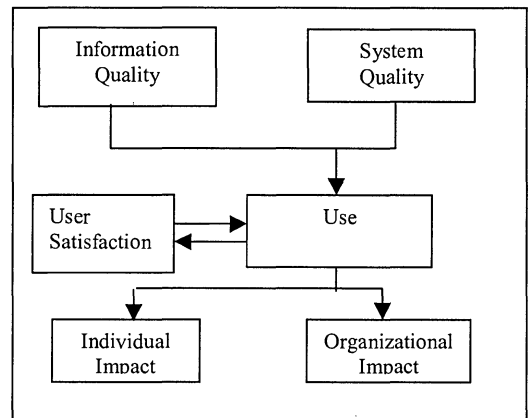 Information
Quality
System
Quality
User
Satisfaction
Use
Individual
Impact
Organizational
Impact